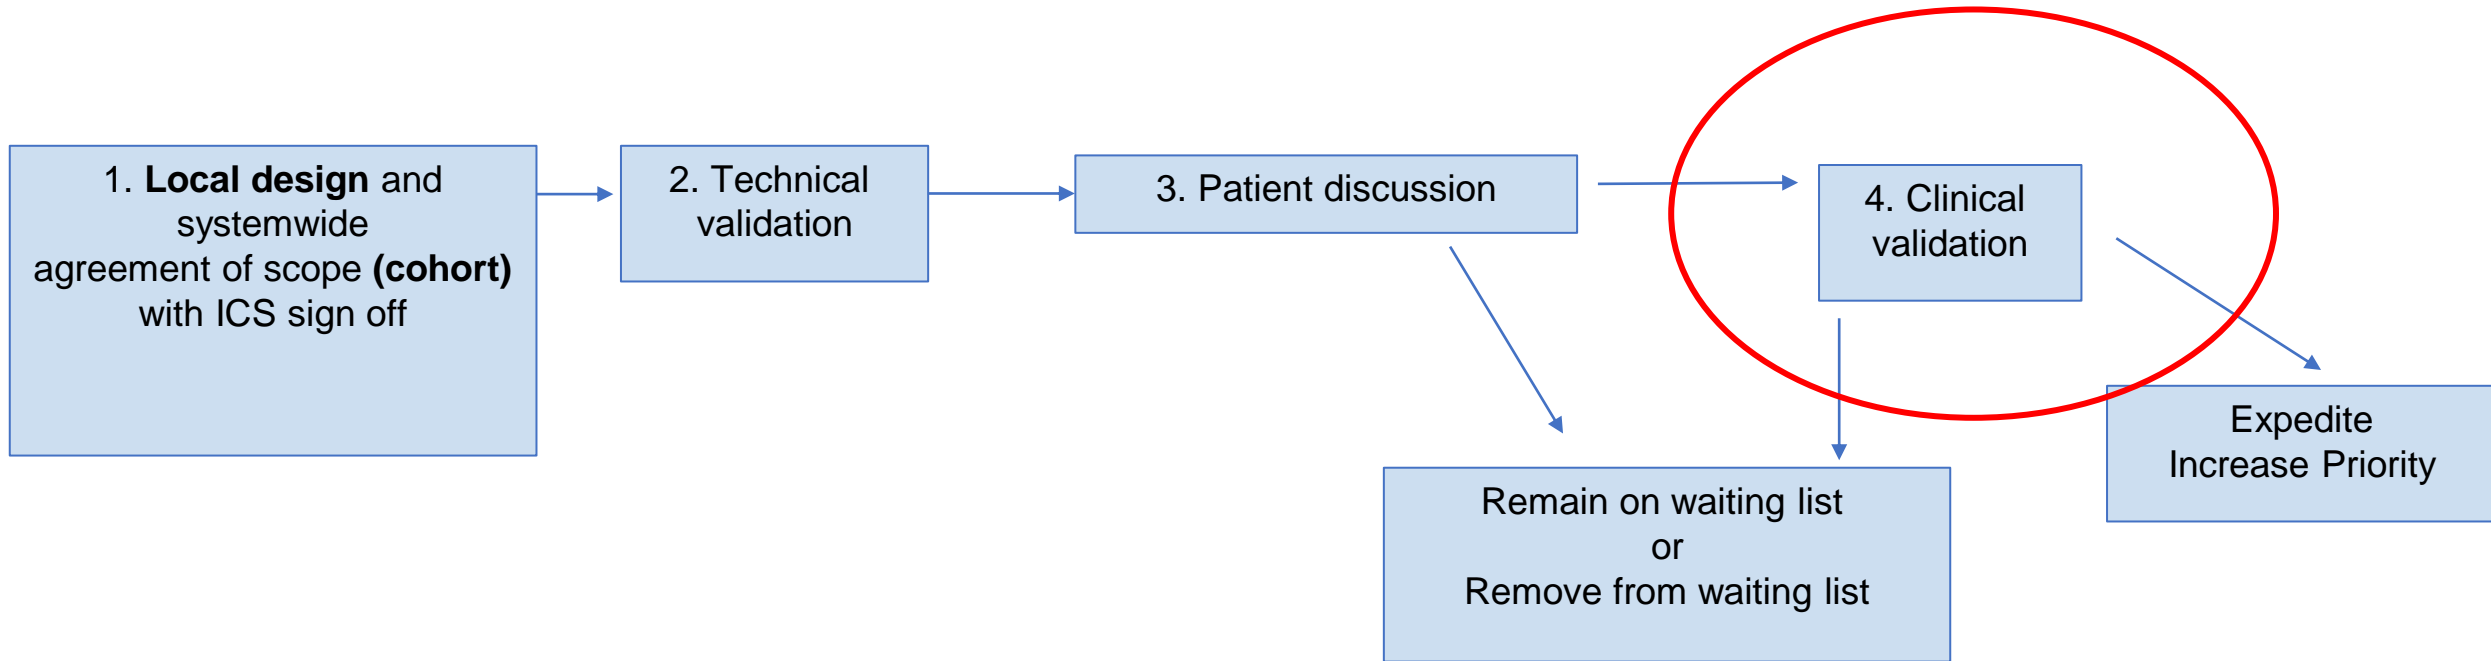 1. Local design and
systemwide
agreement of scope (cohort)
with ICS sign off
2. Technical
validation
3. Patient discussion
4. Clinical
validation
Remain on waiting list
or
Remove from waiting list
Expedite
Increase Priority